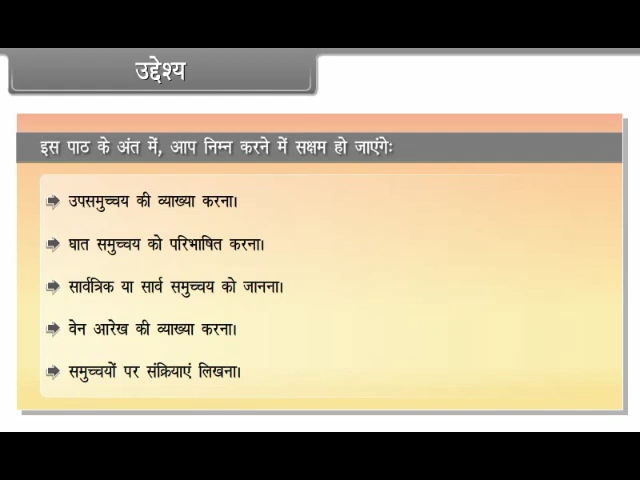 उद्देश्य
इस पाठ के अंत में, आप निम्न करने में सक्षम हो जाएंगेः
उपसमुच्चय की व्याख्या करना।
घात समुच्चय को परिभाषित करना।
सार्वत्रिक या सार्व समुच्चय को जानना।
वेन आरेख की व्याख्या करना।
समुच्चयों पर संक्रियाएं लिखना।